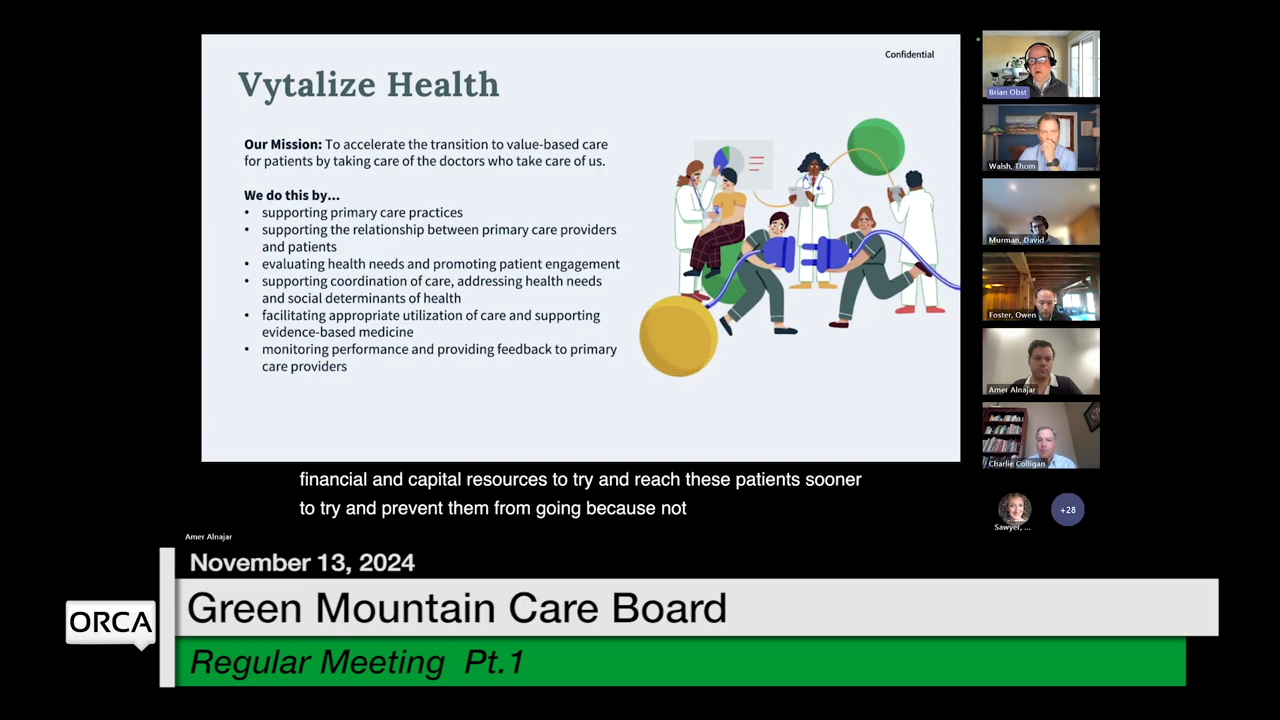 Confidential
Vytalize Health
Our Mission: To accelerate the transition to value-based care
for patients by taking care of the doctors who take care of us.
We do this by...
• supporting primary care practices
• supporting the relationship between primary care providers
and patients
• evaluating health needs and promoting patient engagement
• supporting coordination of care, addressing health needs
and social determinants of health
• facilitating appropriate utilization of care and supporting
evidence-based medicine
• monitoring performance and providing feedback to primary
care providers
Brian Obst
Walsh, Thom
Murman, David
Foster, Owen
Amer Alnajar
Charlie Colligan
Sawyer, ...
+28
financial and capital resources to try and reach these patients sooner
to try and prevent them from going because not
Amer Alnajar
November 13, 2024
ORCA
Green Mountain Care Board
Regular Meeting Pt.1